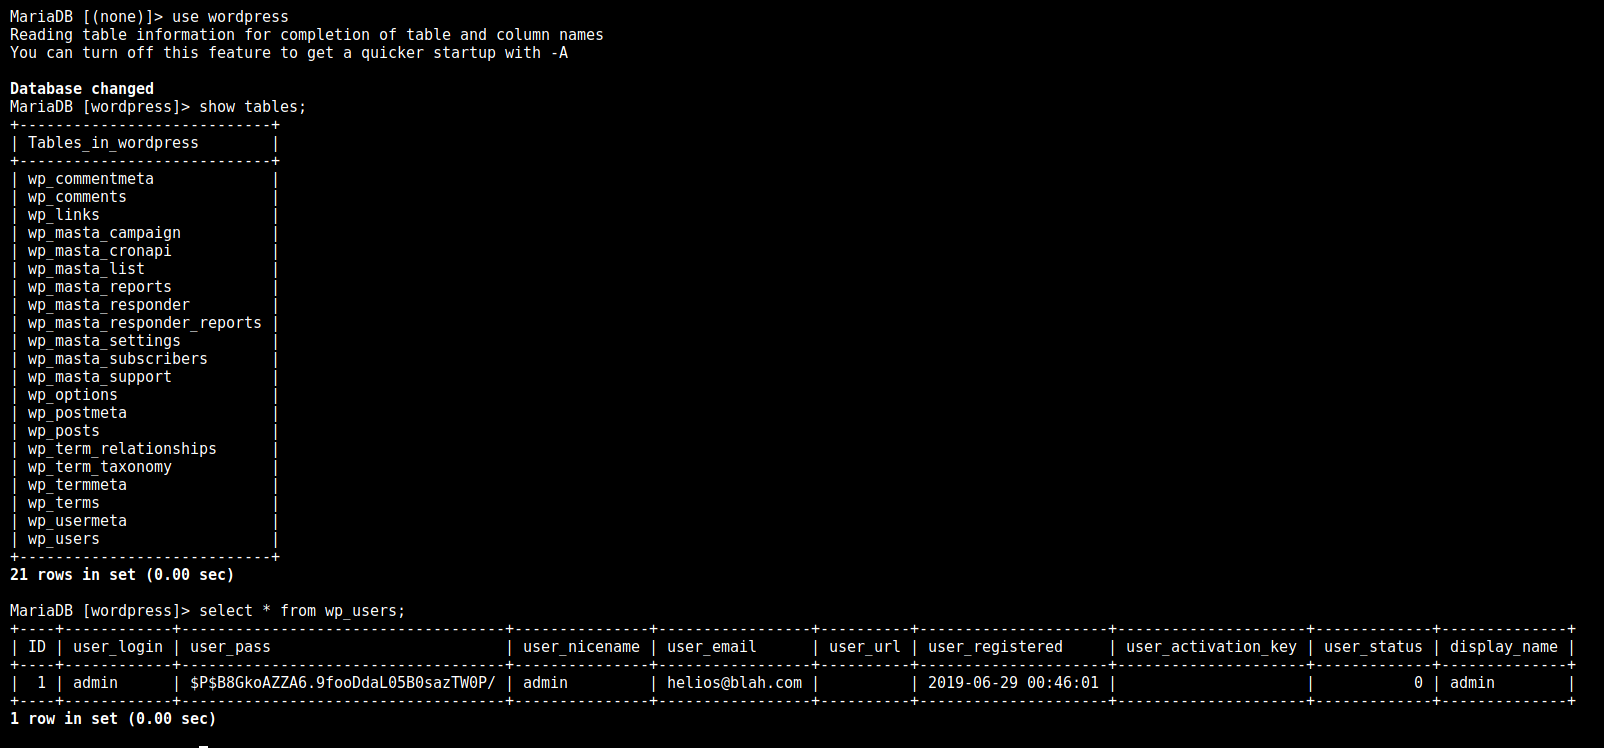 MariaDB [(none)]> use wordpress
Reading table information for completion of table and column names
You can turn off this feature to get a quicker startup with -A
Database changed
MariaDB [wordpress]> show tables;
+----------------------------+
| Tables_in_wordpress        |
+----------------------------+
| wp_commentmeta             |
| wp_comments                |
| wp_links                   |
| wp_masta_campaign          |
| wp_masta_cronapi           |
| wp_masta_list              |
| wp_masta_reports           |
| wp_masta_responder         |
| wp_masta_responder_reports |
| wp_masta_settings          |
| wp_masta_subscribers       |
| wp_masta_support           |
| wp_options                 |
| wp_postmeta                |
| wp_posts                   |
| wp_term_relationships      |
| wp_term_taxonomy           |
| wp_termmeta                |
| wp_terms                   |
| wp_usermeta                |
| wp_users                   |
+----------------------------+
21 rows in set (0.00 sec)
MariaDB [wordpress]> select * from wp_users;
+----+------------+------------------------------------+---------------+-----------------+----------+---------------------+---------------------+-------------+--------------+
| ID | user_login | user_pass                          | user_nicename | user_email      | user_url | user_registered     | user_activation_key | user_status | display_name |
+----+------------+------------------------------------+---------------+-----------------+----------+---------------------+---------------------+-------------+--------------+
|  1 | admin      | $P$B8GkoAZZA6.9fooDdaL05B0sazTW0P/ | admin         | helios@blah.com |          | 2019-06-29 00:46:01 |                     |           0 | admin        |
+----+------------+------------------------------------+---------------+-----------------+----------+---------------------+---------------------+-------------+--------------+
1 row in set (0.00 sec)